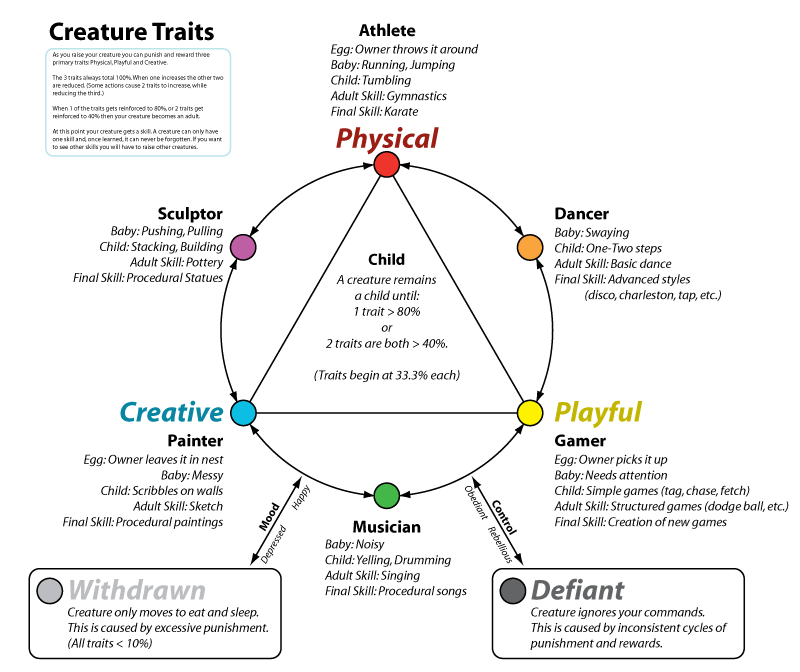 Creature Traits
As you raise your creature you can punish and reward three
primary traits: Physical, Playful and Creative.
The 3 traits always total 100%. When one increases the other two
are reduced. (Some actions cause 2 traits to increase, while
reducing the third.)
When 1 of the traits gets reinforced to 80%, or 2 traits get
reinforced to 40% then your creature becomes an adult.
At this point your creature gets a skill. A creature can only have
one skill and, once learned, it can never be forgotten. If you want
to see other skills you will have to raise other creatures.
Athlete
Egg: Owner throws it around
Baby: Running, Jumping
Child: Tumbling
Adult Skill: Gymnastics
Final Skill: Karate
Physical
Sculptor
Baby: Pushing, Pulling
Child: Stacking, Building
Adult Skill: Pottery
Final Skill: Procedural Statues
Dancer
Baby: Swaying
Child: One-Two steps
Adult Skill: Basic dance
Final Skill: Advanced styles
(disco, charleston, tap, etc.)
Child
A creature remains
a child until:
1 trait > 80%
or
2 traits are both > 40%.
(Traits begin at 33.3% each)
Creative
Painter
Egg: Owner leaves it in nest
Baby: Messy
Child: Scribbles on walls
Adult Skill: Sketch
Final Skill: Procedural paintings
Playful
Gamer
Egg: Owner picks it up
Baby: Needs attention
Child: Simple games (tag, chase, fetch)
Adult Skill: Structured games (dodge ball, etc.)
Final Skill: Creation of new games
Mood
Happy
Depressed
Control
Obediant
Rebellious
Musician
Baby: Noisy
Child: Yelling, Drumming
Adult Skill: Singing
Final Skill: Procedural songs
Withdrawn
Creature only moves to eat and sleep.
This is caused by excessive punishment.
(All traits < 10%)
Defiant
Creature ignores your commands.
This is caused by inconsistent cycles of
punishment and rewards.